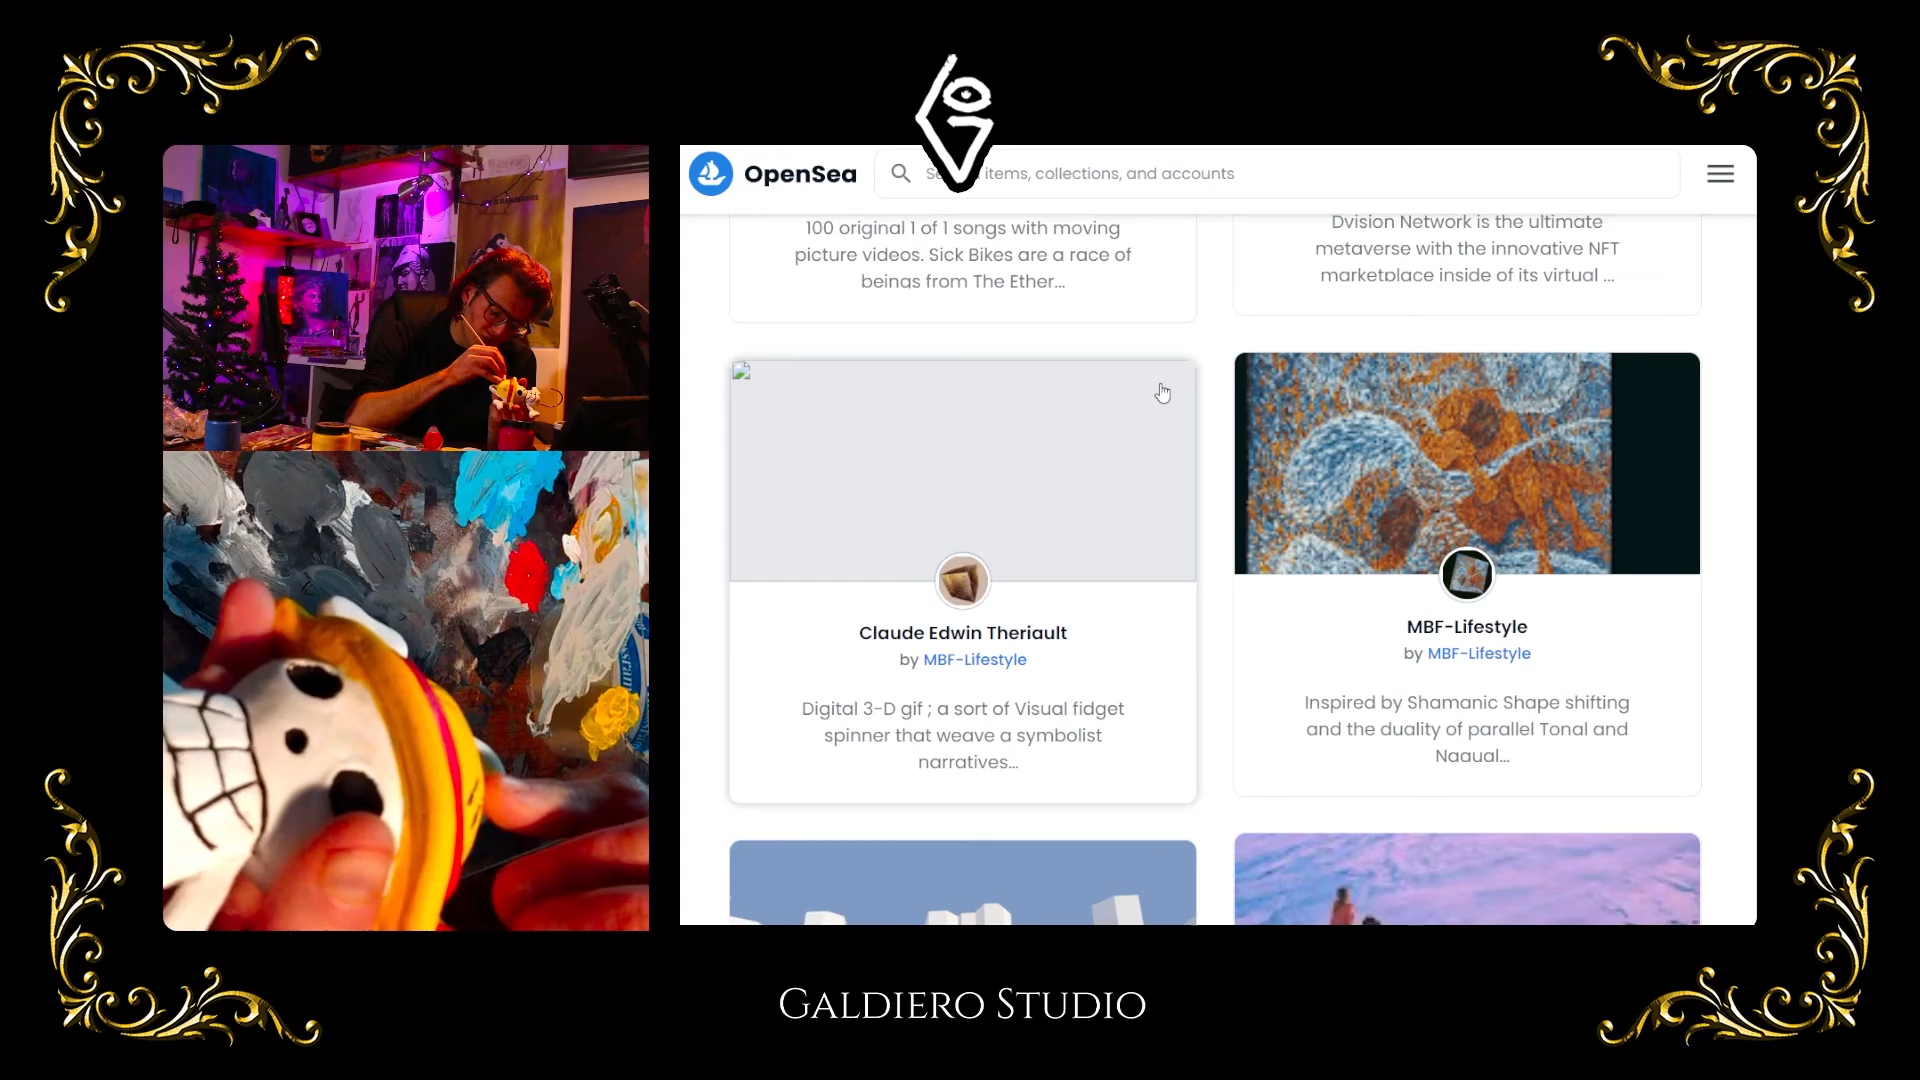 OpenSea
items, collections, and accounts
100 original 1 of 1 songs with moving
picture videos. Sick Bikes are a race of
beings from The Ether...
Dvision Network is the ultimate
metaverse with the innovative NFT
marketplace inside of its virtual ...
Claude Edwin Theriault
by MBF-Lifestyle
Digital 3-D gif ; a sort of Visual fidget
spinner that weave a symbolist
narratives...
MBF-Lifestyle
by MBF-Lifestyle
Inspired by Shamanic Shape shifting
and the duality of parallel Tonal and
Nagual...
Galdiero Studio